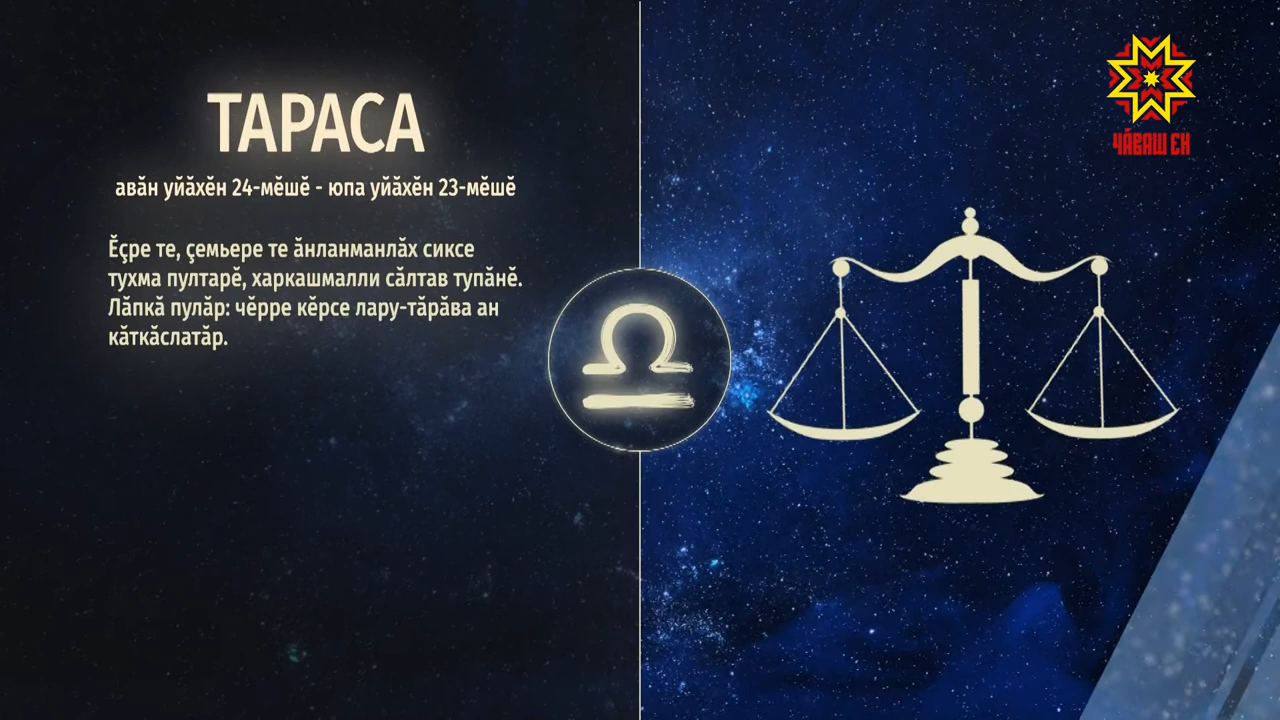 ТАРАСА
авӑн уйӑхӗн 24-мӗшӗ - юпа уйӑхӗн 23-мӗшӗ
Ӗҫре те, ҫемьере те ӑнланманлӑх сиксе
тухма пултарӗ, харкашмалли сӑлтав тупӑнӗ.
Лӑпкӑ пулӑр: чӗрре кӗрсе лару-тӑрӑва ан
кӑткӑслатӑр.
ЧӐВАШ ЕН